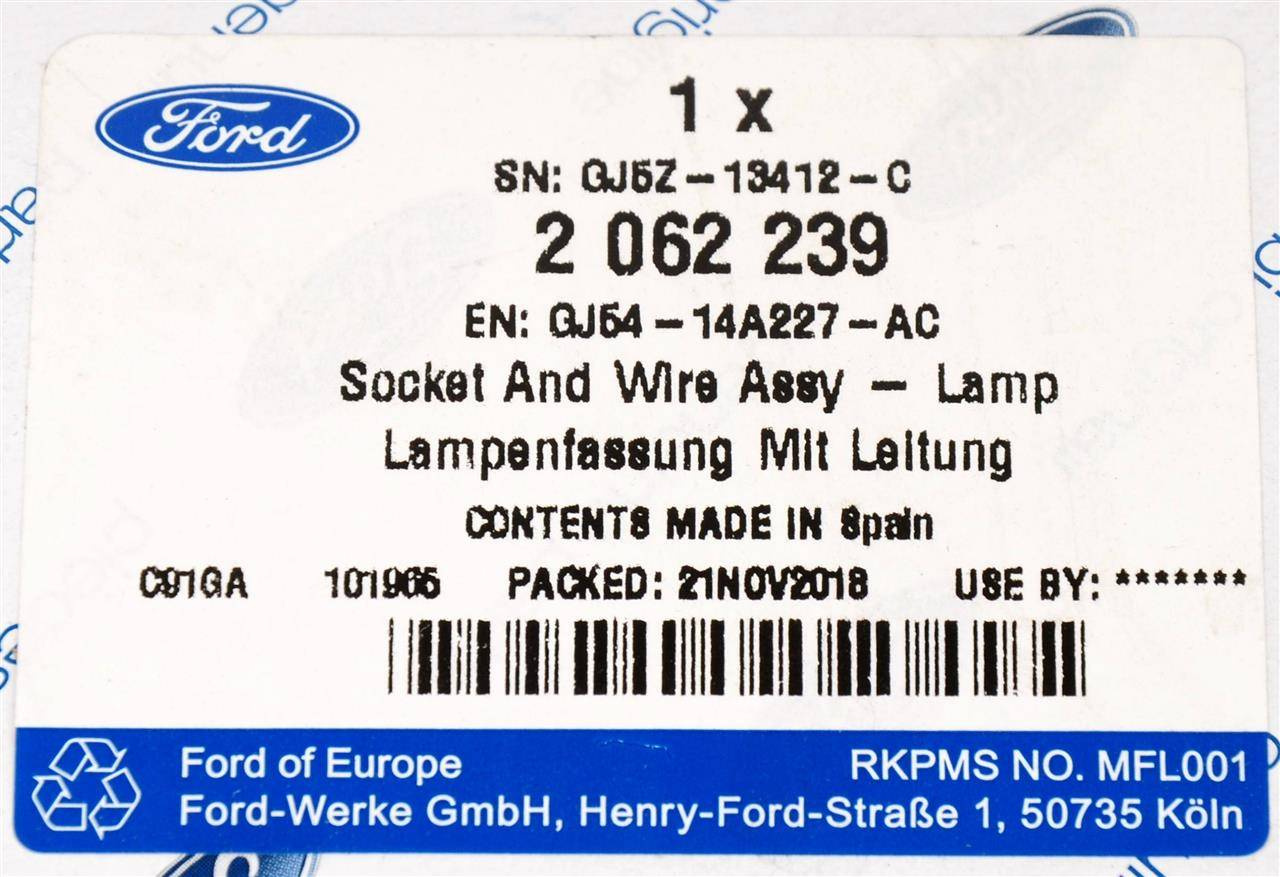 Ford
1 x
SN: GJ5Z-13412-C
2 062 239
EN: GJ54-14A227-AC
Socket And Wire Assy - Lamp
Lampenfassung Mit Leitung
CONTENTS MADE IN Spain
C91GA 101965 PACKED: 21NOV2018 USE BY: *******
Ford of Europe RKPMS NO. MFL001
Ford-Werke GmbH, Henry-Ford-Straße 1, 50735 Köln